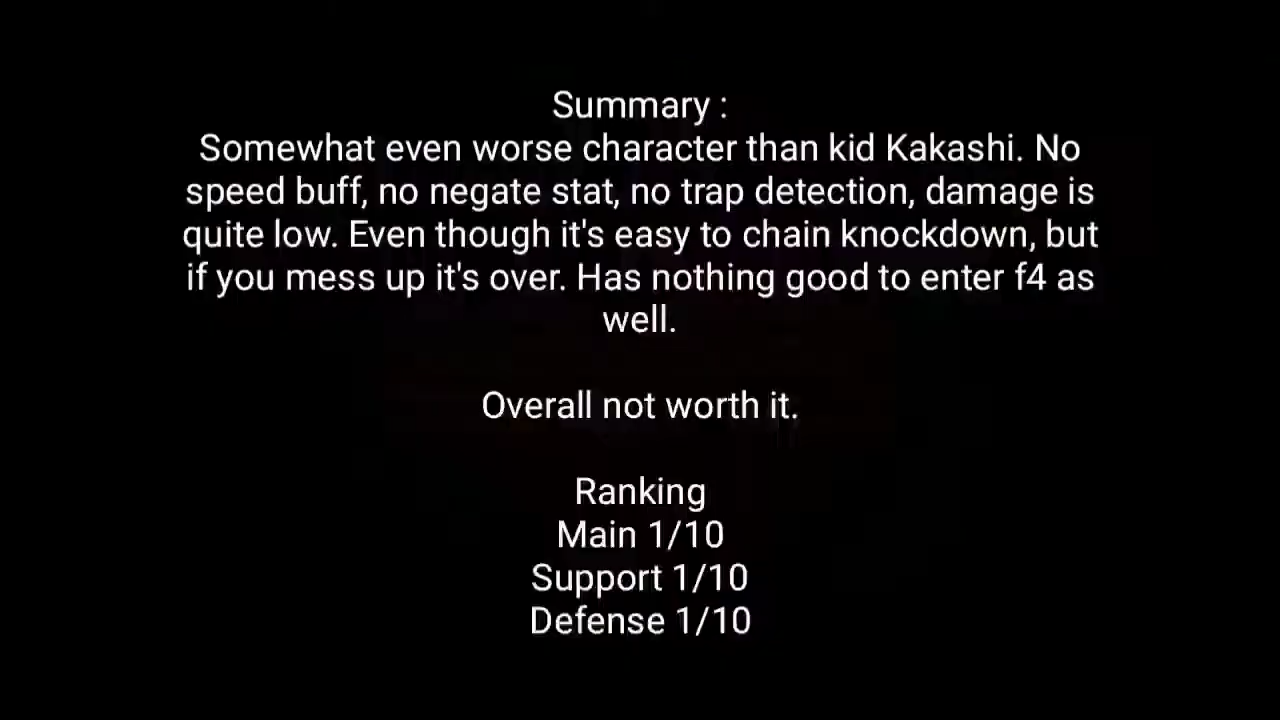 Summary :
Somewhat even worse character than kid Kakashi. No
speed buff, no negate stat, no trap detection, damage is
quite low. Even though it's easy to chain knockdown, but
if you mess up it's over. Has nothing good to enter f4 as
well.
Overall not worth it.
Ranking
Main 1/10
Support 1/10
Defense 1/10